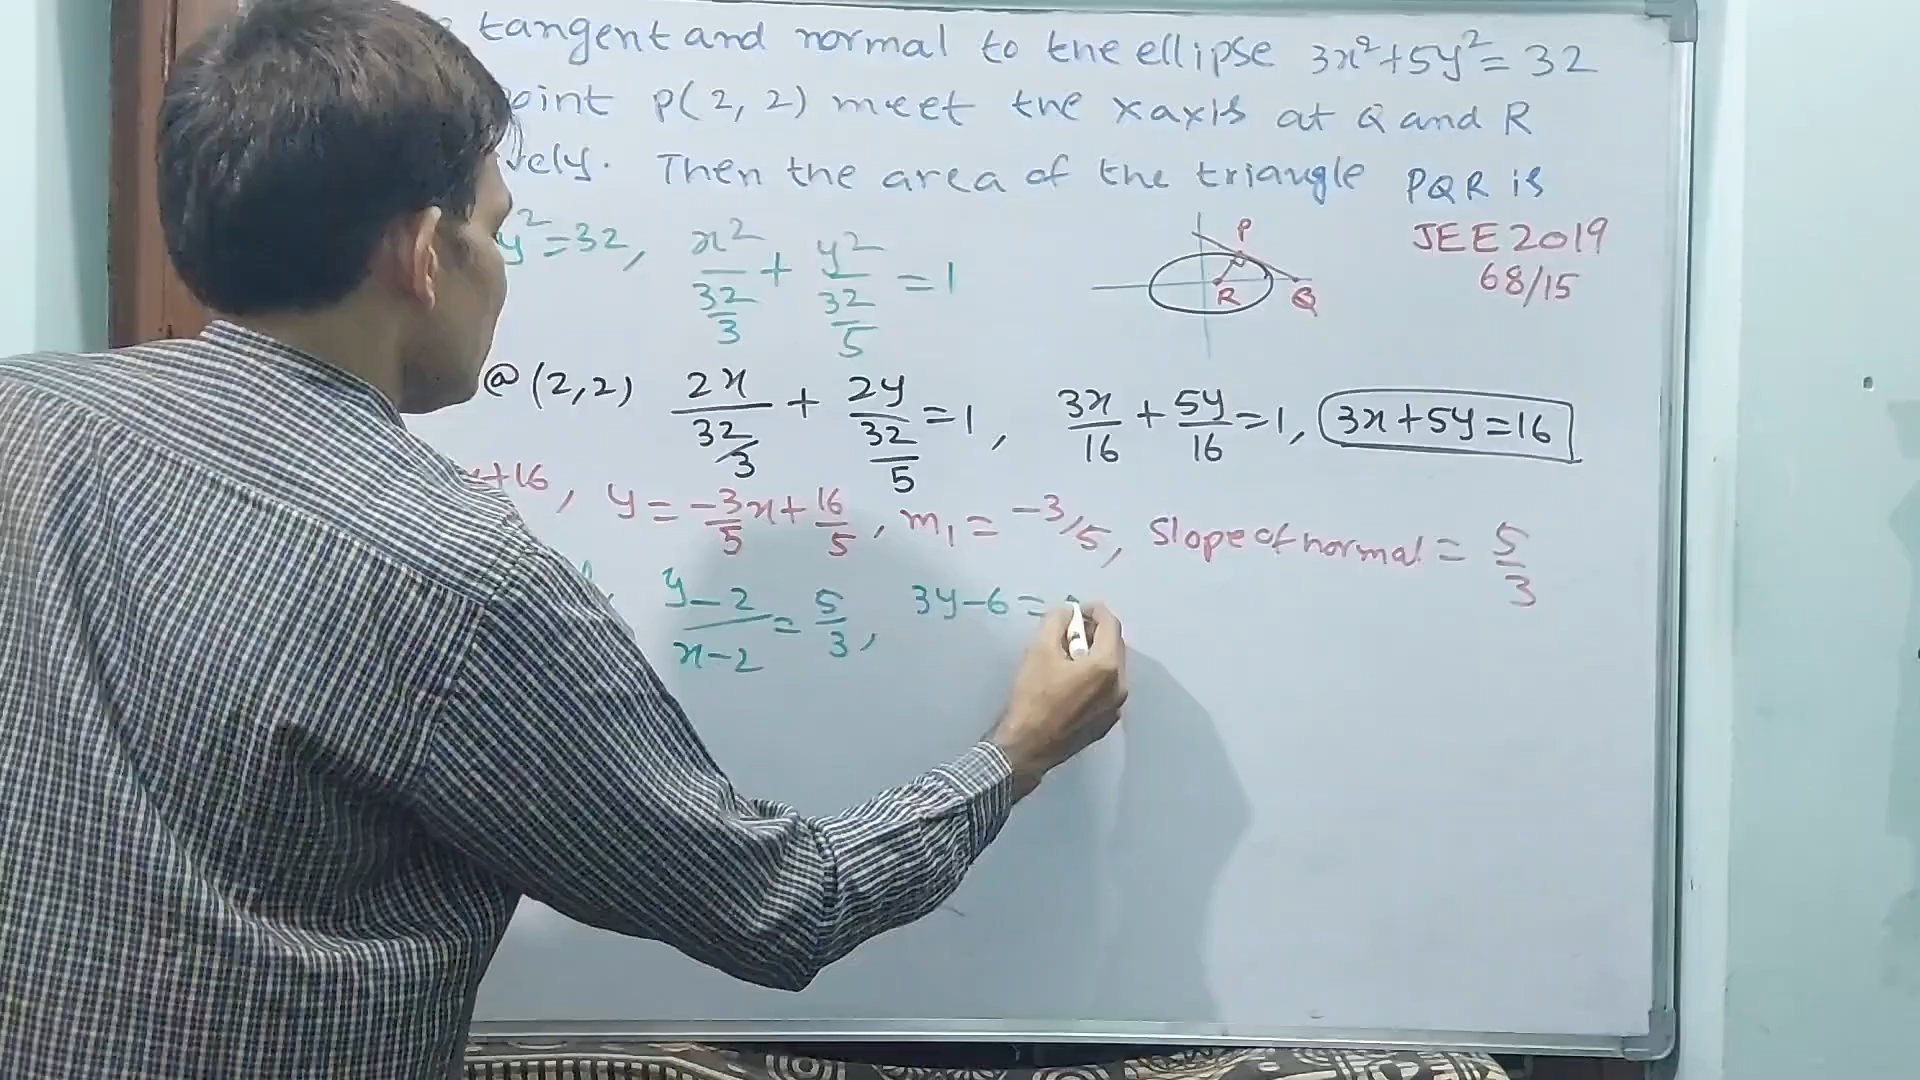 tangent and normal to the ellipse 3x²+5y²=32
point P(2,2) meet the xaxis at Q and R
vely. Then the area of the triangle PQR is
y²=32, x²/(32/3) + y²/(32/5) = 1
P
R Q
JEE 2019
68/15
@(2,2) 2x/(32/3) + 2y/(32/5) = 1, 3x/16 + 5y/16 = 1, 3x+5y=16
+16, y = -3/5 x + 16/5, m₁ = -3/5, Slope of normal = 5/3
(y-2)/(x-2) = 5/3, 3y-6=